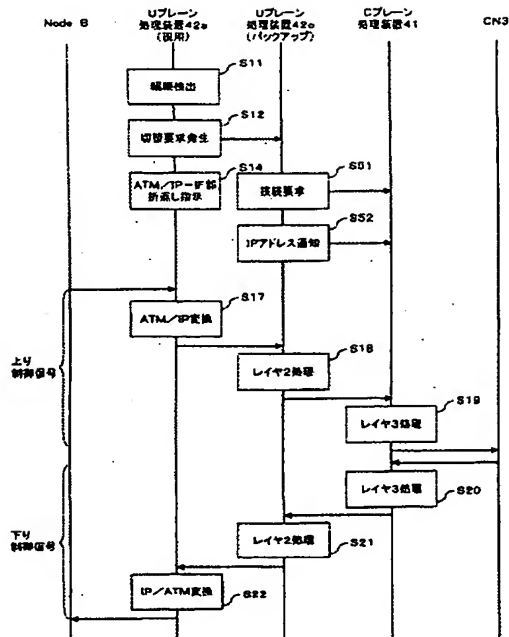 Node B
Uプレーン
処理装置42a
(現用)
Uプレーン
処理装置42c
(バックアップ)
Cプレーン
処理装置41
CN3
S11
S12
切替要求発生
S14
ATM/IP-IF部
折返し指示
S01
接続要求
S52
IPアドレス通知
S17
ATM/IP変換
S18
レイヤ2処理
上り
制御信号
S19
レイヤ3処理
レイヤ3処理
S20
下り
制御信号
レイヤ2処理
S21
IP/ATM変換
S22